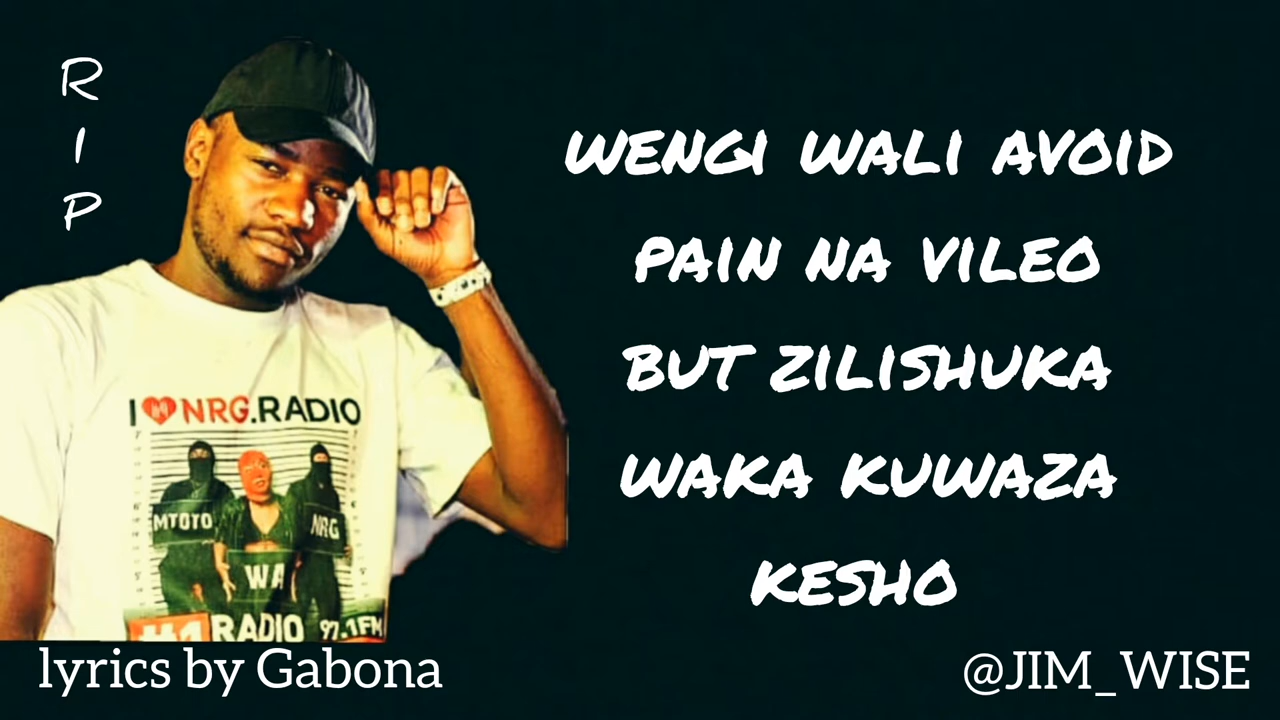 R
I
P
WENGI WALI AVOID
PAIN NA VILEO
BUT ZILISHUKA
WAKA KUWAZA
KESHO
I NRG.RADIO
MTOTO
NRG
WA
#1 RADIO 97.1FM
lyrics by Gabona
@JIM_WISE